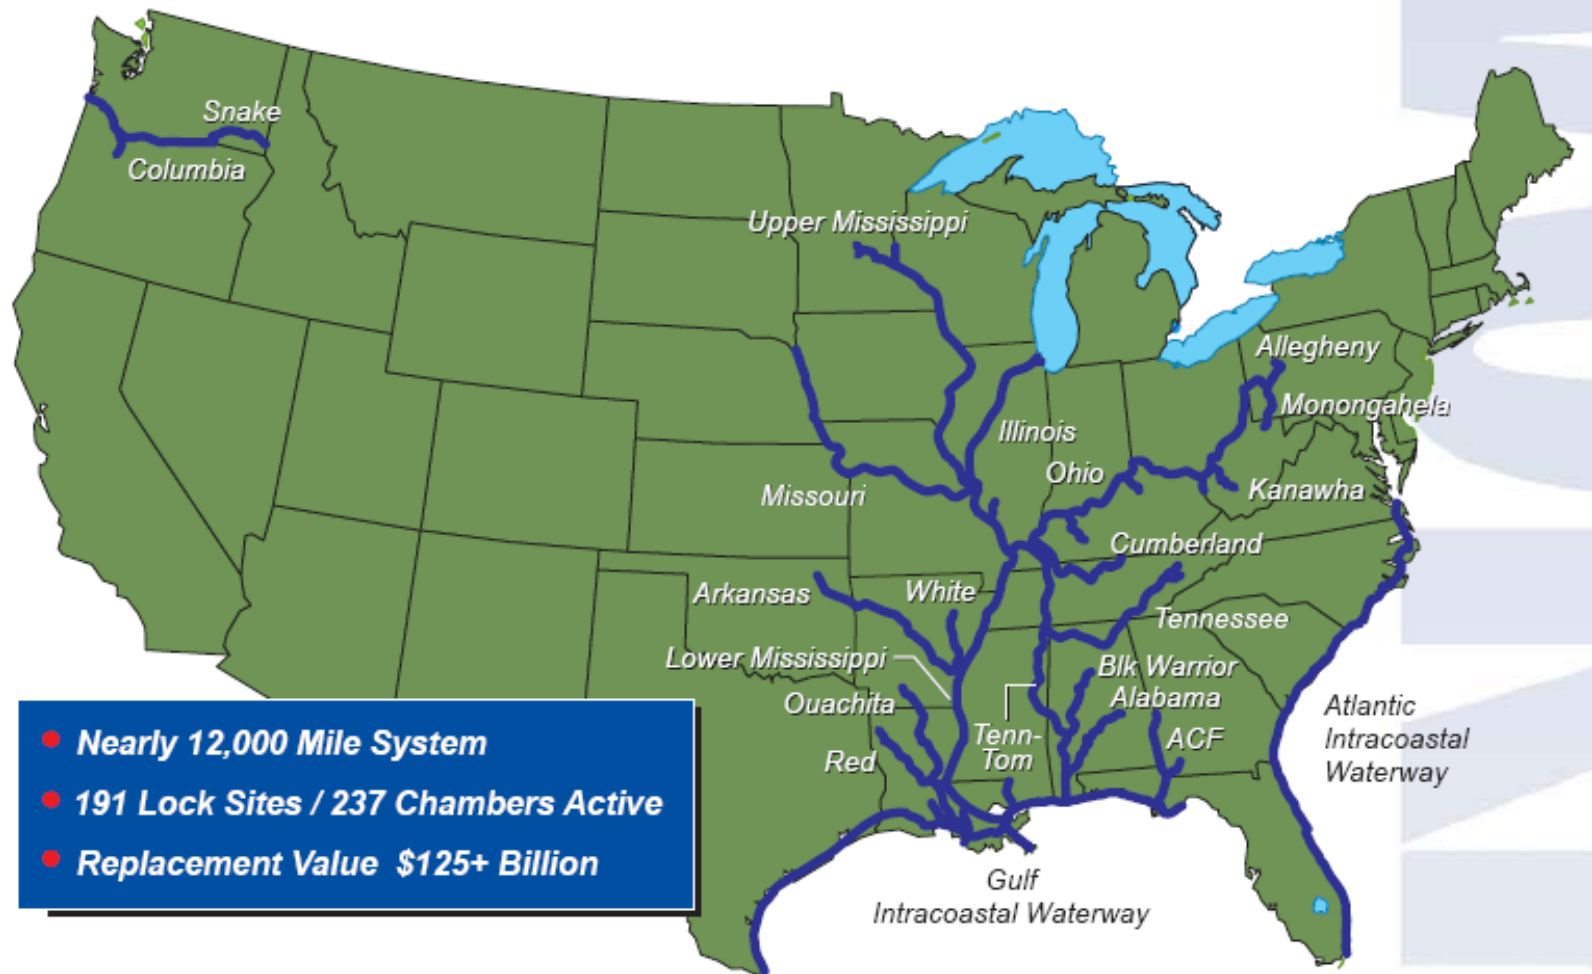 Snake
Columbia
Upper Mississippi
Allegheny
Monongahela
Illinois
Ohio
Kanawha
Missouri
Cumberland
Arkansas
White
Tennessee
Lower Mississippi
Blk Warrior
Ouachita
Alabama
Tenn-
Tom
ACF
Red
Atlantic
Intracoastal
Waterway
Nearly 12,000 Mile System
191 Lock Sites / 237 Chambers Active
Replacement Value $125+ Billion
Gulf
Intracoastal Waterway